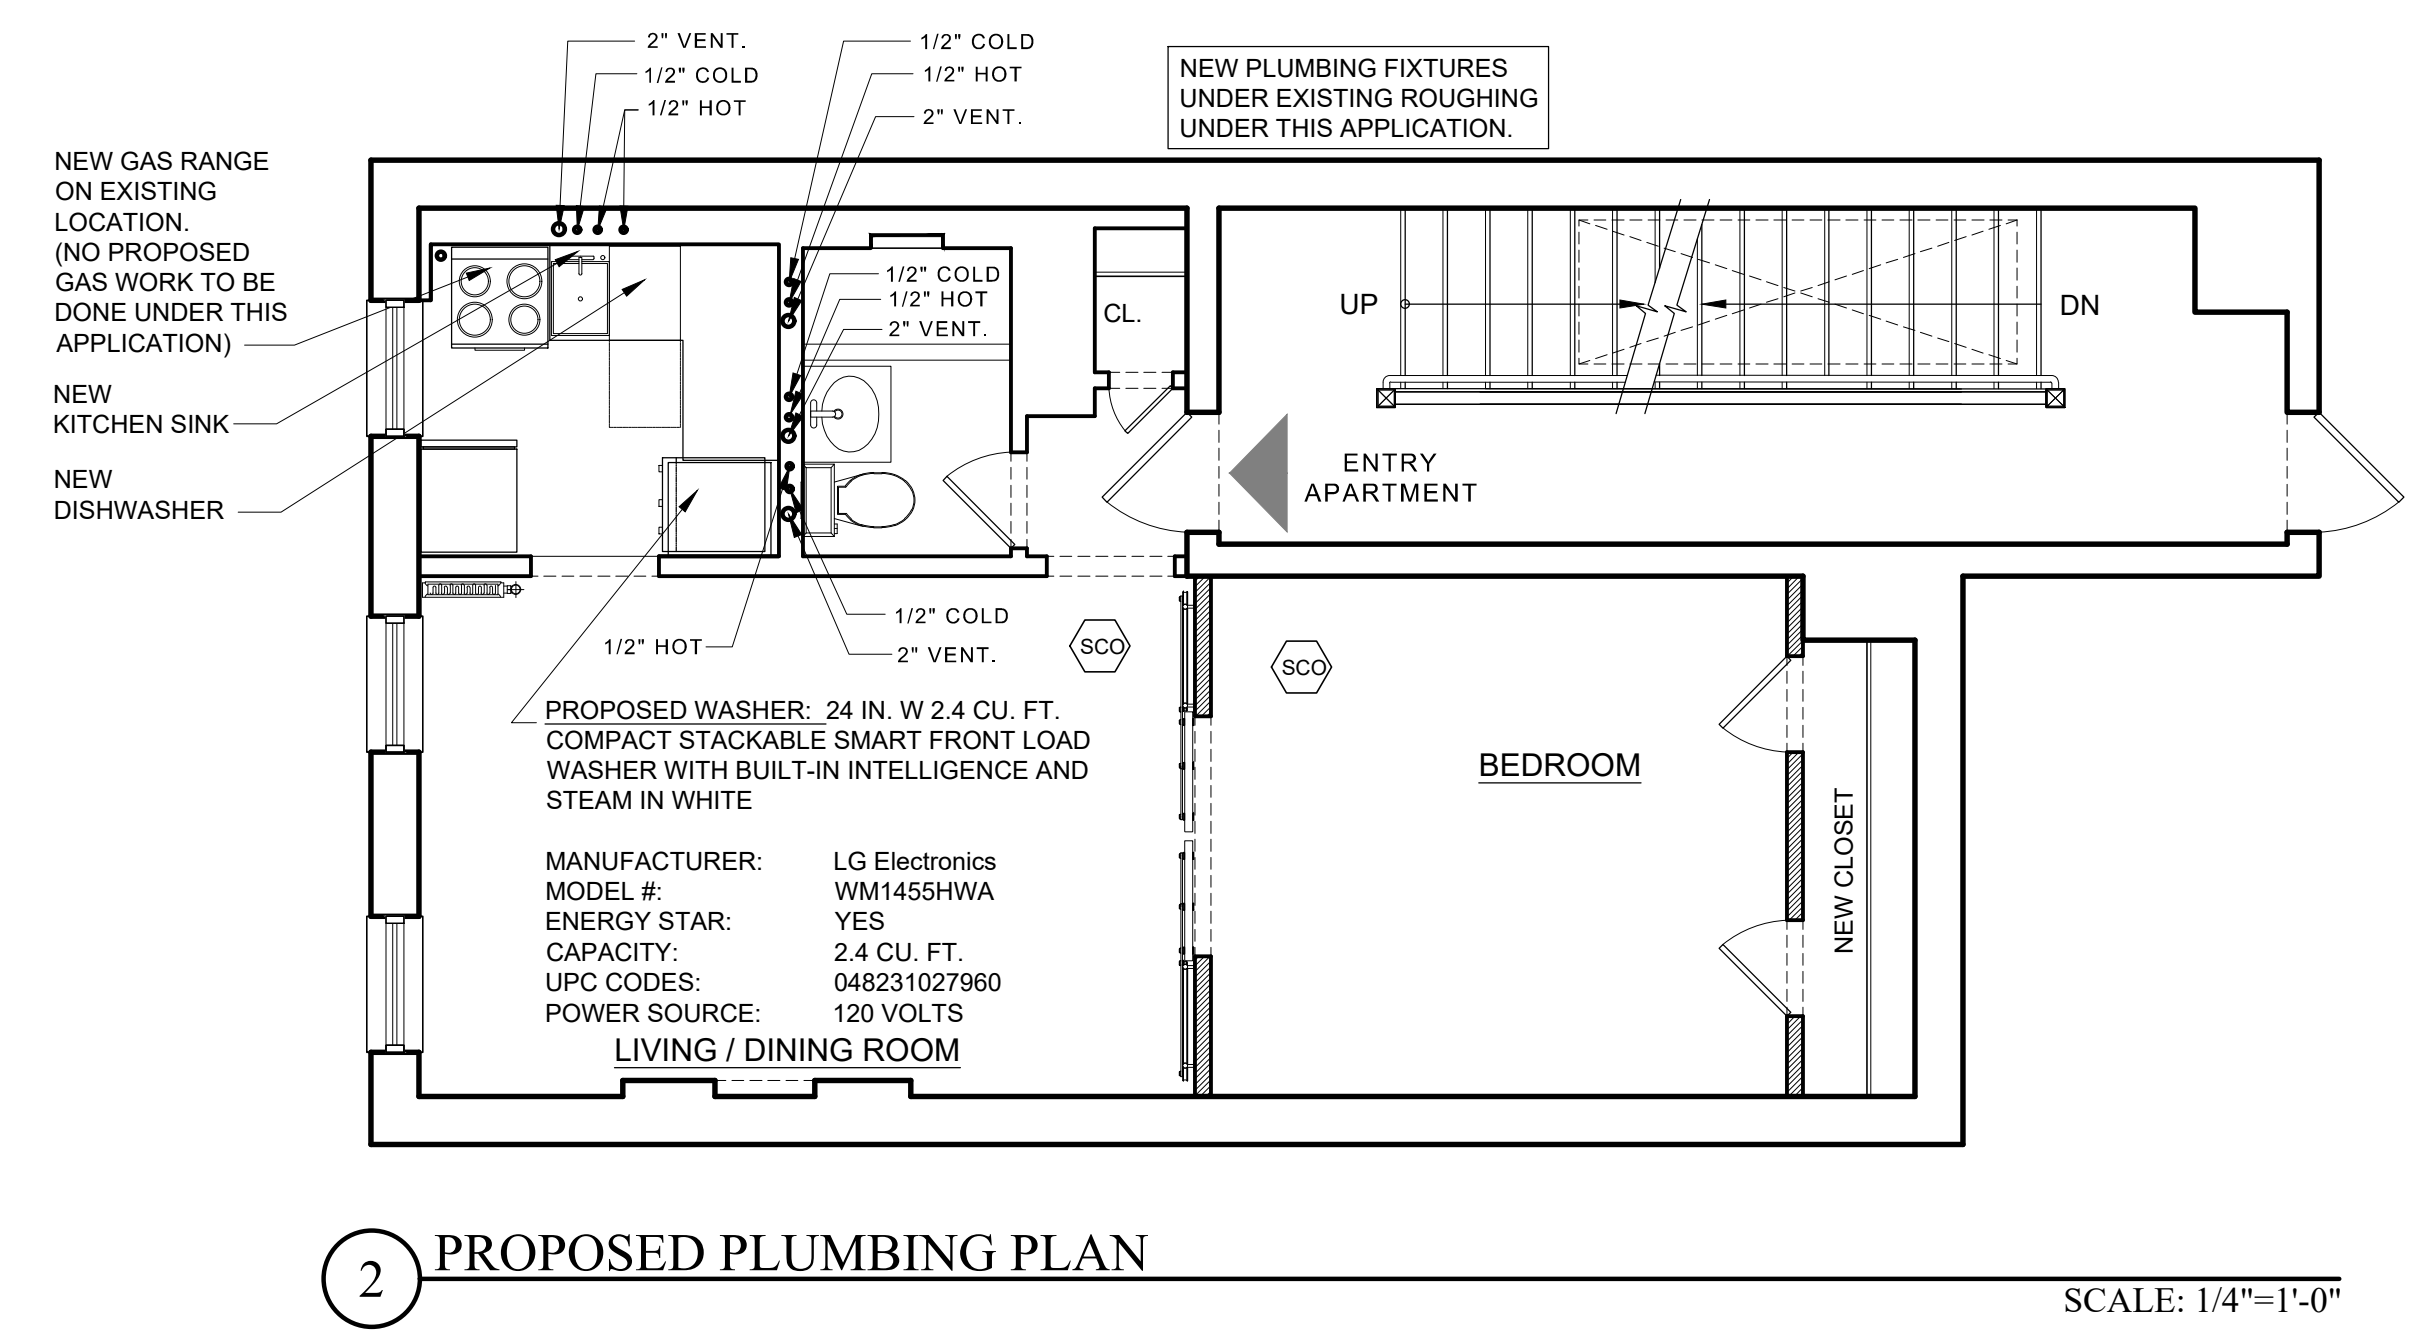 2" VENT.
1/2" COLD
1/2" HOT
1/2" COLD
1/2" HOT
2" VENT.
NEW PLUMBING FIXTURES
UNDER EXISTING ROUGHING
UNDER THIS APPLICATION.
NEW GAS RANGE
ON EXISTING
LOCATION.
(NO PROPOSED
GAS WORK TO BE
DONE UNDER THIS
APPLICATION)
NEW
KITCHEN SINK
NEW
DISHWASHER
1/2" COLD
1/2" HOT
2" VENT.
CL.
UP
DN
ENTRY
APARTMENT
1/2" COLD
1/2" HOT
2" VENT.
SCO
SCO
PROPOSED WASHER: 24 IN. W 2.4 CU. FT.
COMPACT STACKABLE SMART FRONT LOAD
WASHER WITH BUILT-IN INTELLIGENCE AND
STEAM IN WHITE
MANUFACTURER: LG Electronics
MODEL #: WM1455HWA
ENERGY STAR: YES
CAPACITY: 2.4 CU. FT.
UPC CODES: 048231027960
POWER SOURCE: 120 VOLTS
LIVING / DINING ROOM
BEDROOM
NEW CLOSET
2 PROPOSED PLUMBING PLAN
SCALE: 1/4"=1'-0"